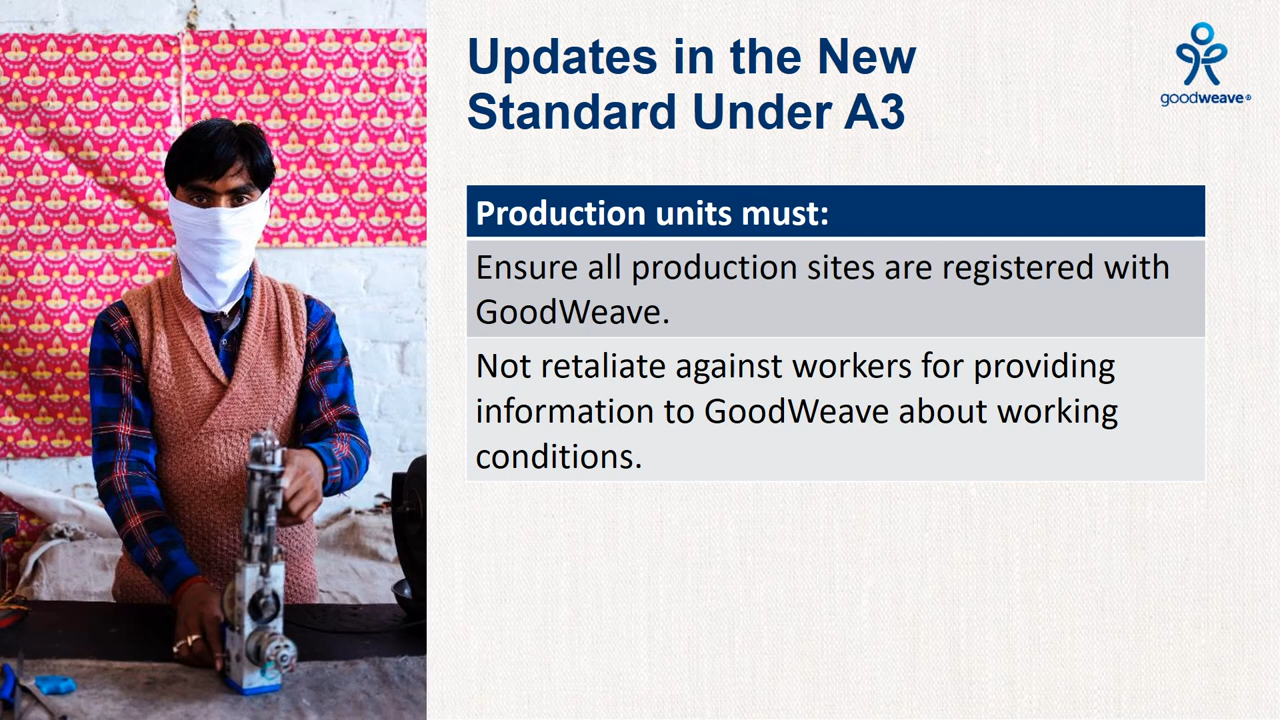 Updates in the New
Standard Under A3
goodweave®
Production units must:
Ensure all production sites are registered with
GoodWeave.
Not retaliate against workers for providing
information to GoodWeave about working
conditions.